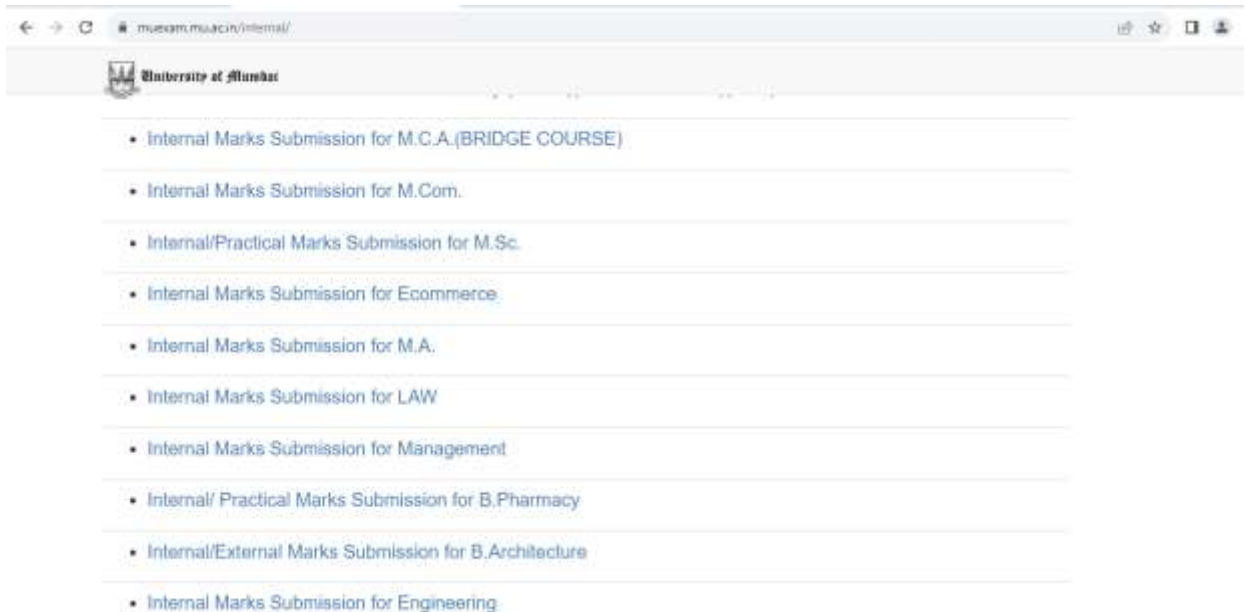 muexam.mu.ac.in/internal/
University of Mumbai
• Internal Marks Submission for M.C.A.(BRIDGE COURSE)
• Internal Marks Submission for M.Com.
• Internal/Practical Marks Submission for M.Sc.
• Internal Marks Submission for Ecommerce
• Internal Marks Submission for M.A.
• Internal Marks Submission for LAW
• Internal Marks Submission for Management
• Internal/ Practical Marks Submission for B.Pharmacy
• Internal/External Marks Submission for B.Architecture
• Internal Marks Submission for Engineering